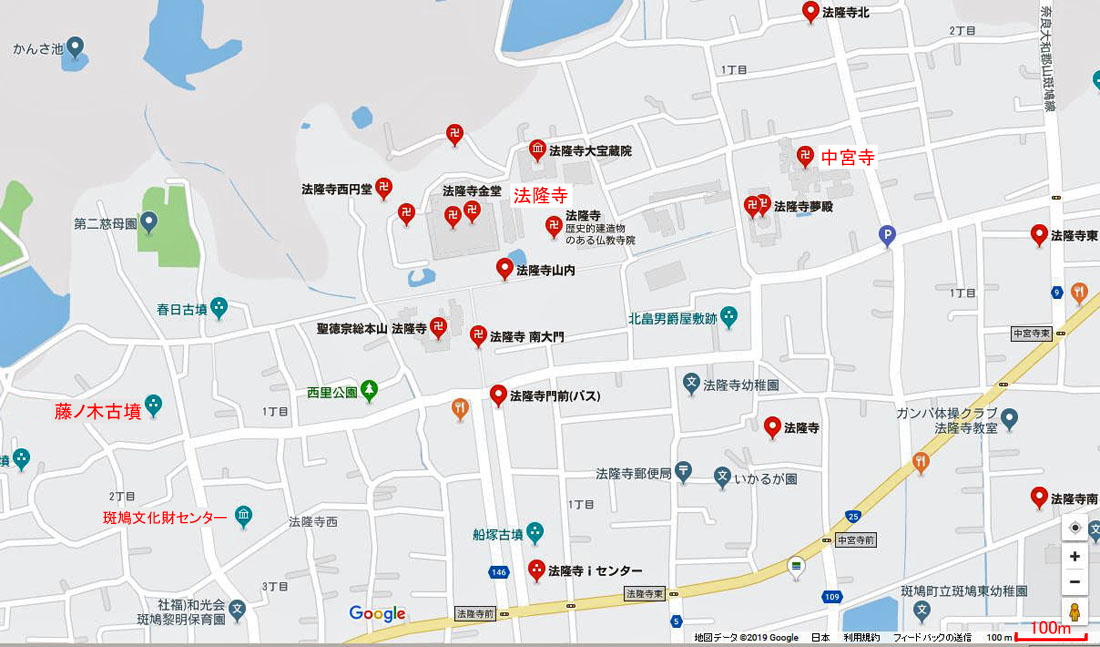 法隆寺北
奈良大和郡山斑鳩線
2丁目
かんさ池
1丁目
法隆寺大宝蔵院
中宮寺
法隆寺西円堂
法隆寺金堂
法隆寺
法隆寺夢殿
法隆寺
歴史的建造物
のある仏教寺院
第二慈母園
P
法隆寺東
法隆寺山内
1丁目
9
春日古墳
北畠男爵屋敷跡
聖徳宗総本山 法隆寺
法隆寺 南大門
中宮寺東
西里公園
法隆寺幼稚園
法隆寺門前(バス)
藤ノ木古墳
1丁目
ガンバ体操クラブ
法隆寺教室
法隆寺
墳
法隆寺郵便局
いかるが園
2丁目
1丁目
法隆寺南
斑鳩文化財センター
法隆寺西
25
船塚古墳
中宮寺前
146
法隆寺 i センター
3丁目
法隆寺東
109
斑鳩町立斑鳩東幼稚園
社福)和光会
斑鳩黎明保育園
Google
法隆寺前
5
100m
地図データ ©2019 Google 日本 利用規約 フィードバックの送信 100 m